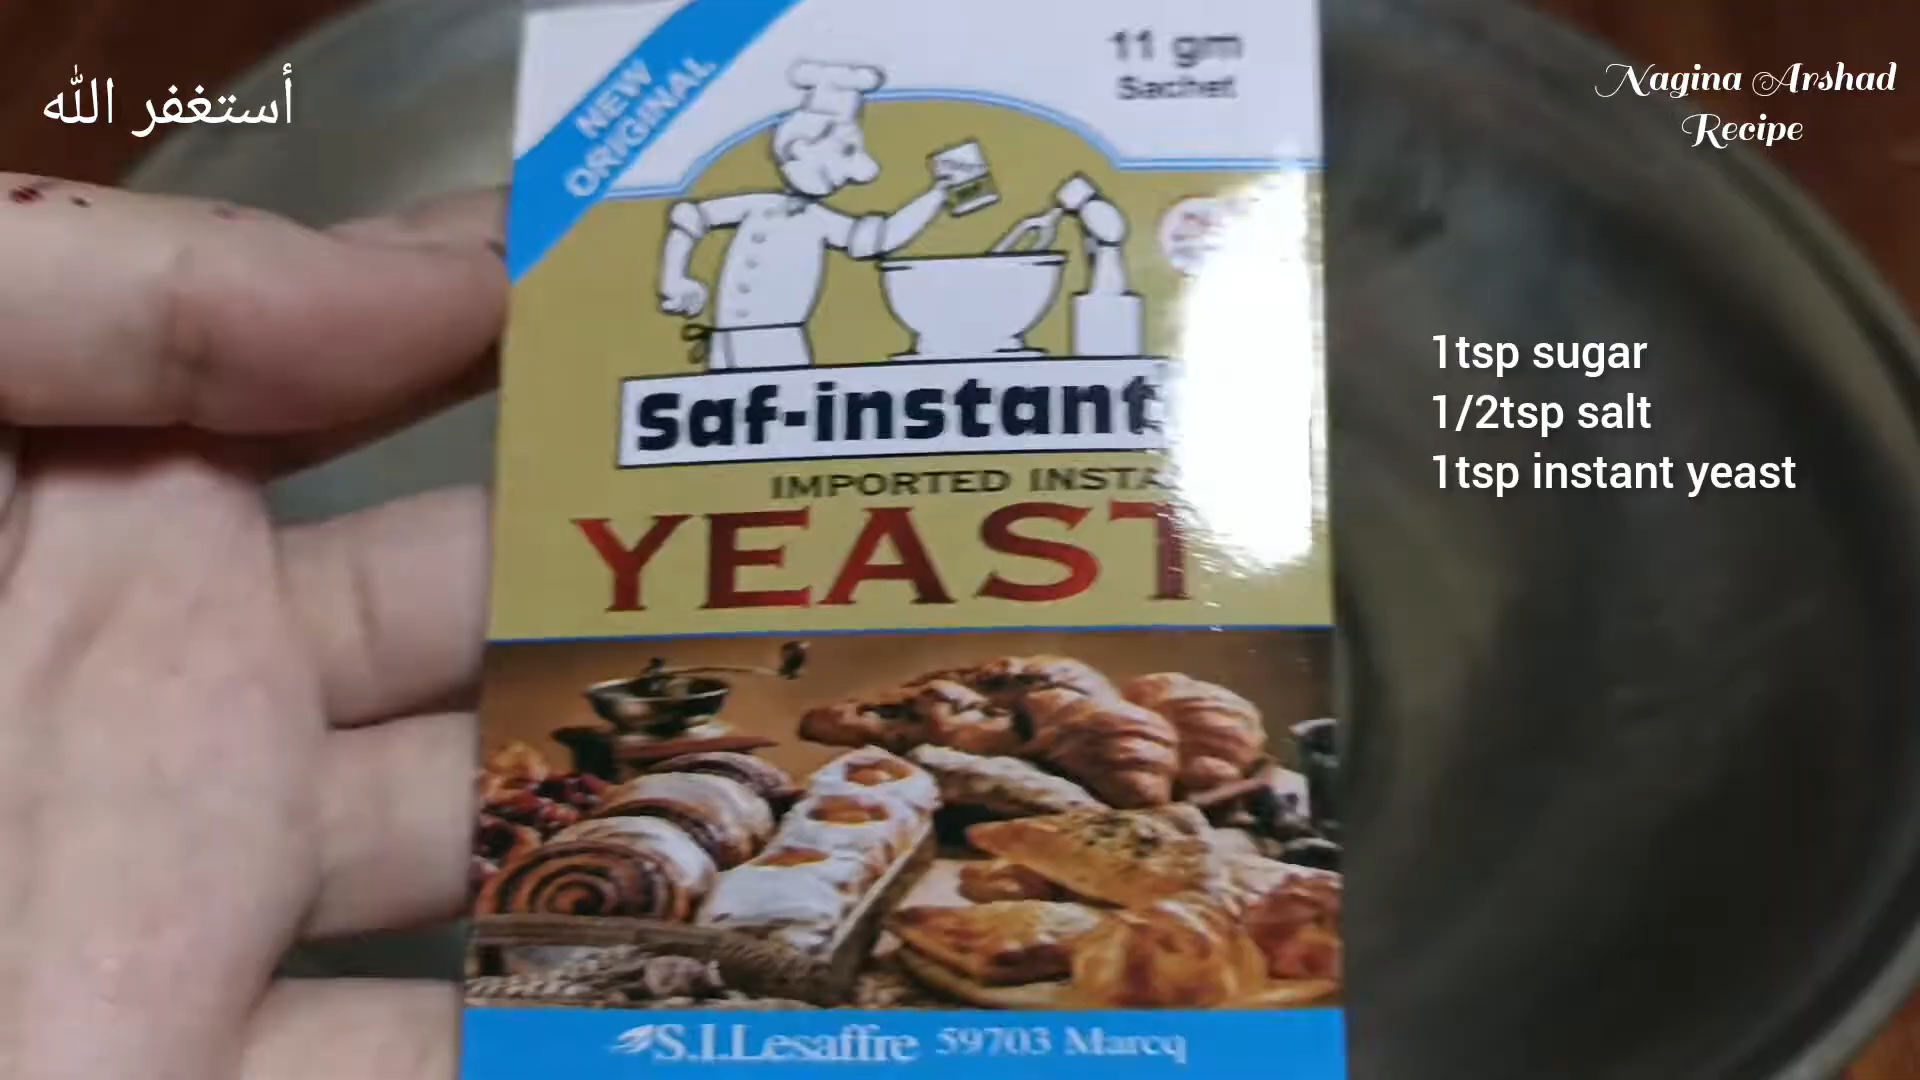 أستغفر الله
Nagina Arshad
Recipe
NEW
ORIGINAL
11 gm
Sachet
Saf-instant
IMPORTED
YEAST
S.I.Lesaffre 59703 Marcq
1tsp sugar
1/2tsp salt
1tsp instant yeast